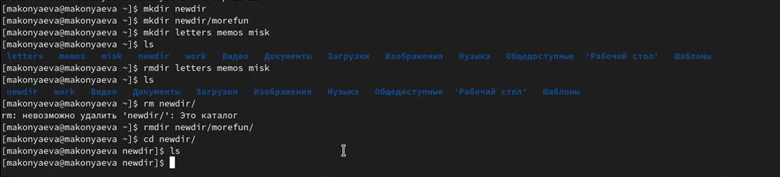 [makonyaeva@makonyaeva ~]$ mkdir newdir
[makonyaeva@makonyaeva ~]$ mkdir newdir/morefun
[makonyaeva@makonyaeva ~]$ mkdir letters memos misk
[makonyaeva@makonyaeva ~]$ ls
letters memos misk newdir work Видео Документы Загрузки Изображения Музыка Общедоступные 'Рабочий стол' Шаблоны
[makonyaeva@makonyaeva ~]$ rmdir letters memos misk
[makonyaeva@makonyaeva ~]$ ls
newdir work Видео Документы Загрузки Изображения Музыка Общедоступные 'Рабочий стол' Шаблоны
[makonyaeva@makonyaeva ~]$ rm newdir/
rm: невозможно удалить 'newdir/': Это каталог
[makonyaeva@makonyaeva ~]$ rmdir newdir/morefun/
[makonyaeva@makonyaeva ~]$ cd newdir/
[makonyaeva@makonyaeva newdir]$ ls
[makonyaeva@makonyaeva newdir]$